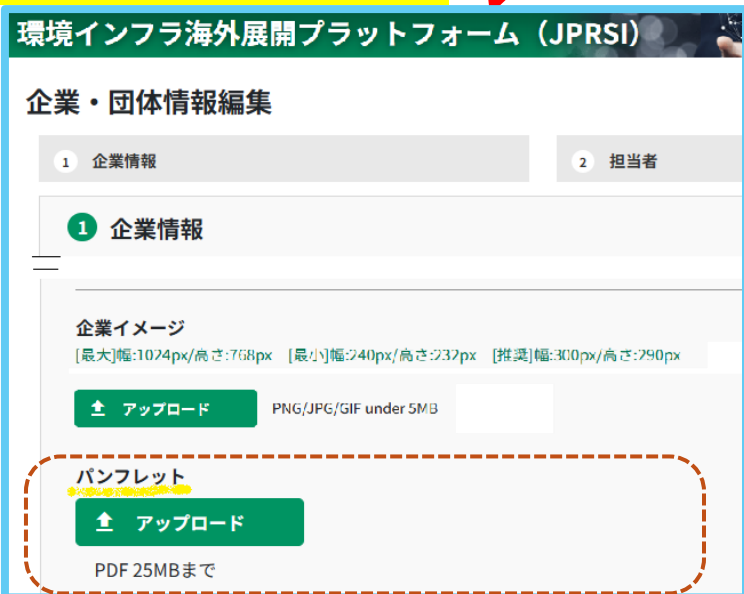 環境インフラ海外展開プラットフォーム（JPRSI）
企業・団体情報編集
1 企業情報
2 担当者
1 企業情報
企業イメージ
[最大]幅:1024px/高さ:768px [最小]幅:240px/高さ:232px [推奨]幅:300px/高さ:290px
アップロード PNG/JPG/GIF under 5MB
パンフレット
アップロード
PDF 25MBまで